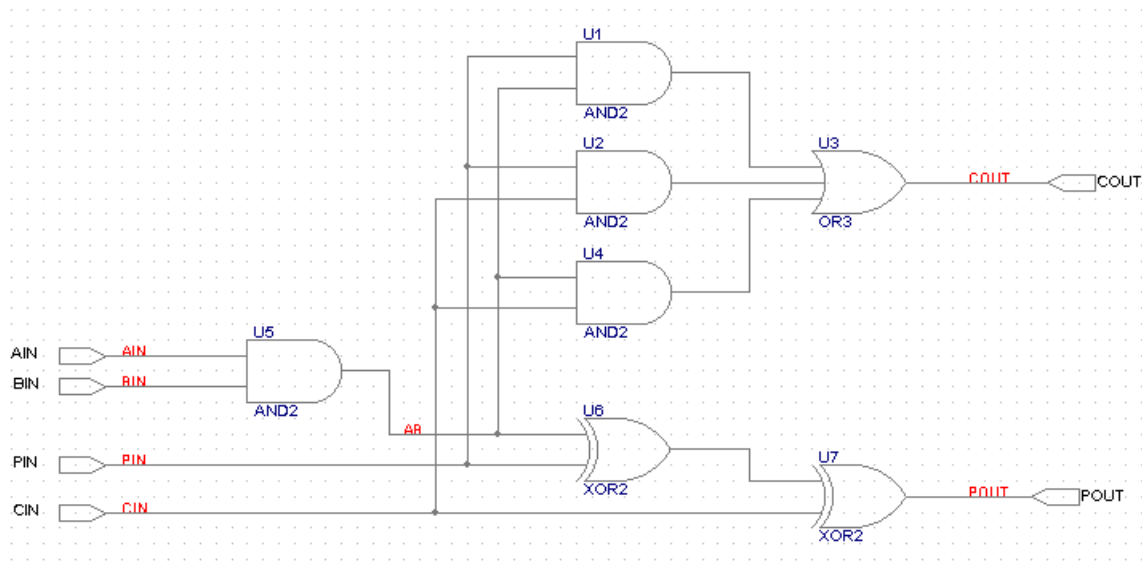 U1
AND2
U2
AND2
U3
OR3
COUT
COUT
U4
AND2
U5
AND2
AIN
AIN
BIN
BIN
AB
U6
XOR2
PIN
PIN
CIN
CIN
U7
XOR2
POUT
POUT